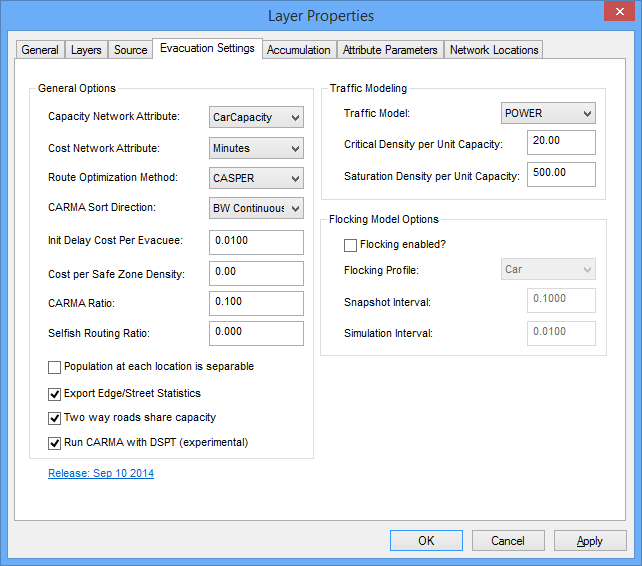 Layer Properties
General Layers Source Evacuation Settings Accumulation Attribute Parameters Network Locations
General Options
Capacity Network Attribute: CarCapacity
Cost Network Attribute: Minutes
Route Optimization Method: CASPER
CARMA Sort Direction: BW Continuous
Init Delay Cost Per Evacuee: 0.0100
Cost per Safe Zone Density: 0.00
CARMA Ratio: 0.100
Selfish Routing Ratio: 0.000
Population at each location is separable
Export Edge/Street Statistics
Two way roads share capacity
Run CARMA with DSPT (experimental)
Release: Sep 10 2014
Traffic Modeling
Traffic Model: POWER
Critical Density per Unit Capacity: 20.00
Saturation Density per Unit Capacity: 500.00
Flocking Model Options
Flocking enabled?
Flocking Profile: Car
Snapshot Interval: 0.1000
Simulation Interval: 0.0100
OK Cancel Apply